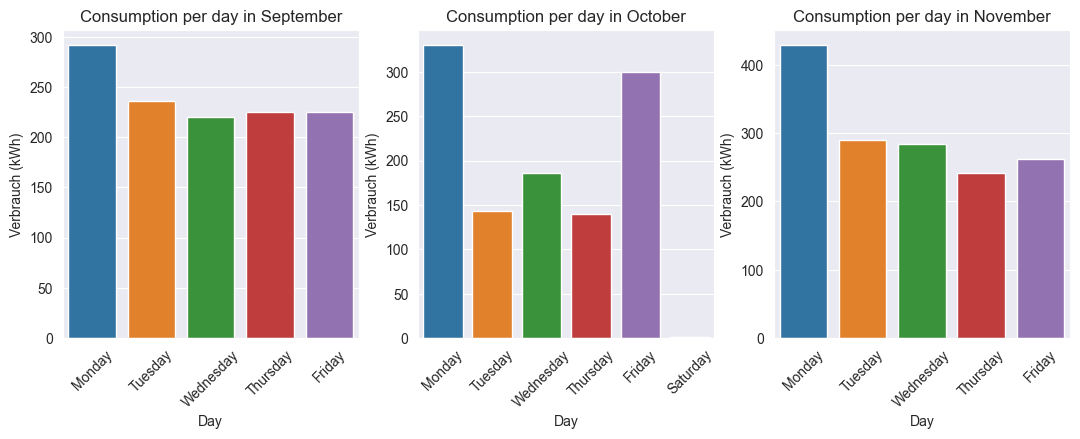 Consumption per day in September
Verbrauch (kWh)
300
250
200
150
100
50
0
Monday
Tuesday
Wednesday
Thursday
Friday
Day
Consumption per day in October
Verbrauch (kWh)
300
250
200
150
100
50
0
Monday
Tuesday
Wednesday
Thursday
Friday
Saturday
Day
Consumption per day in November
Verbrauch (kWh)
400
300
200
100
0
Monday
Tuesday
Wednesday
Thursday
Friday
Day